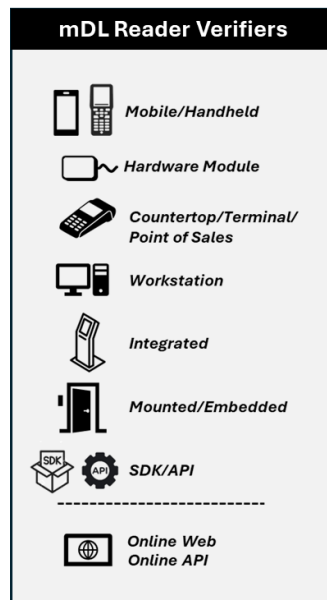 mDL Reader Verifiers
Mobile/Handheld
Hardware Module
Countertop/Terminal/
Point of Sales
Workstation
Integrated
Mounted/Embedded
SDK
API
SDK/API
Online Web
Online API